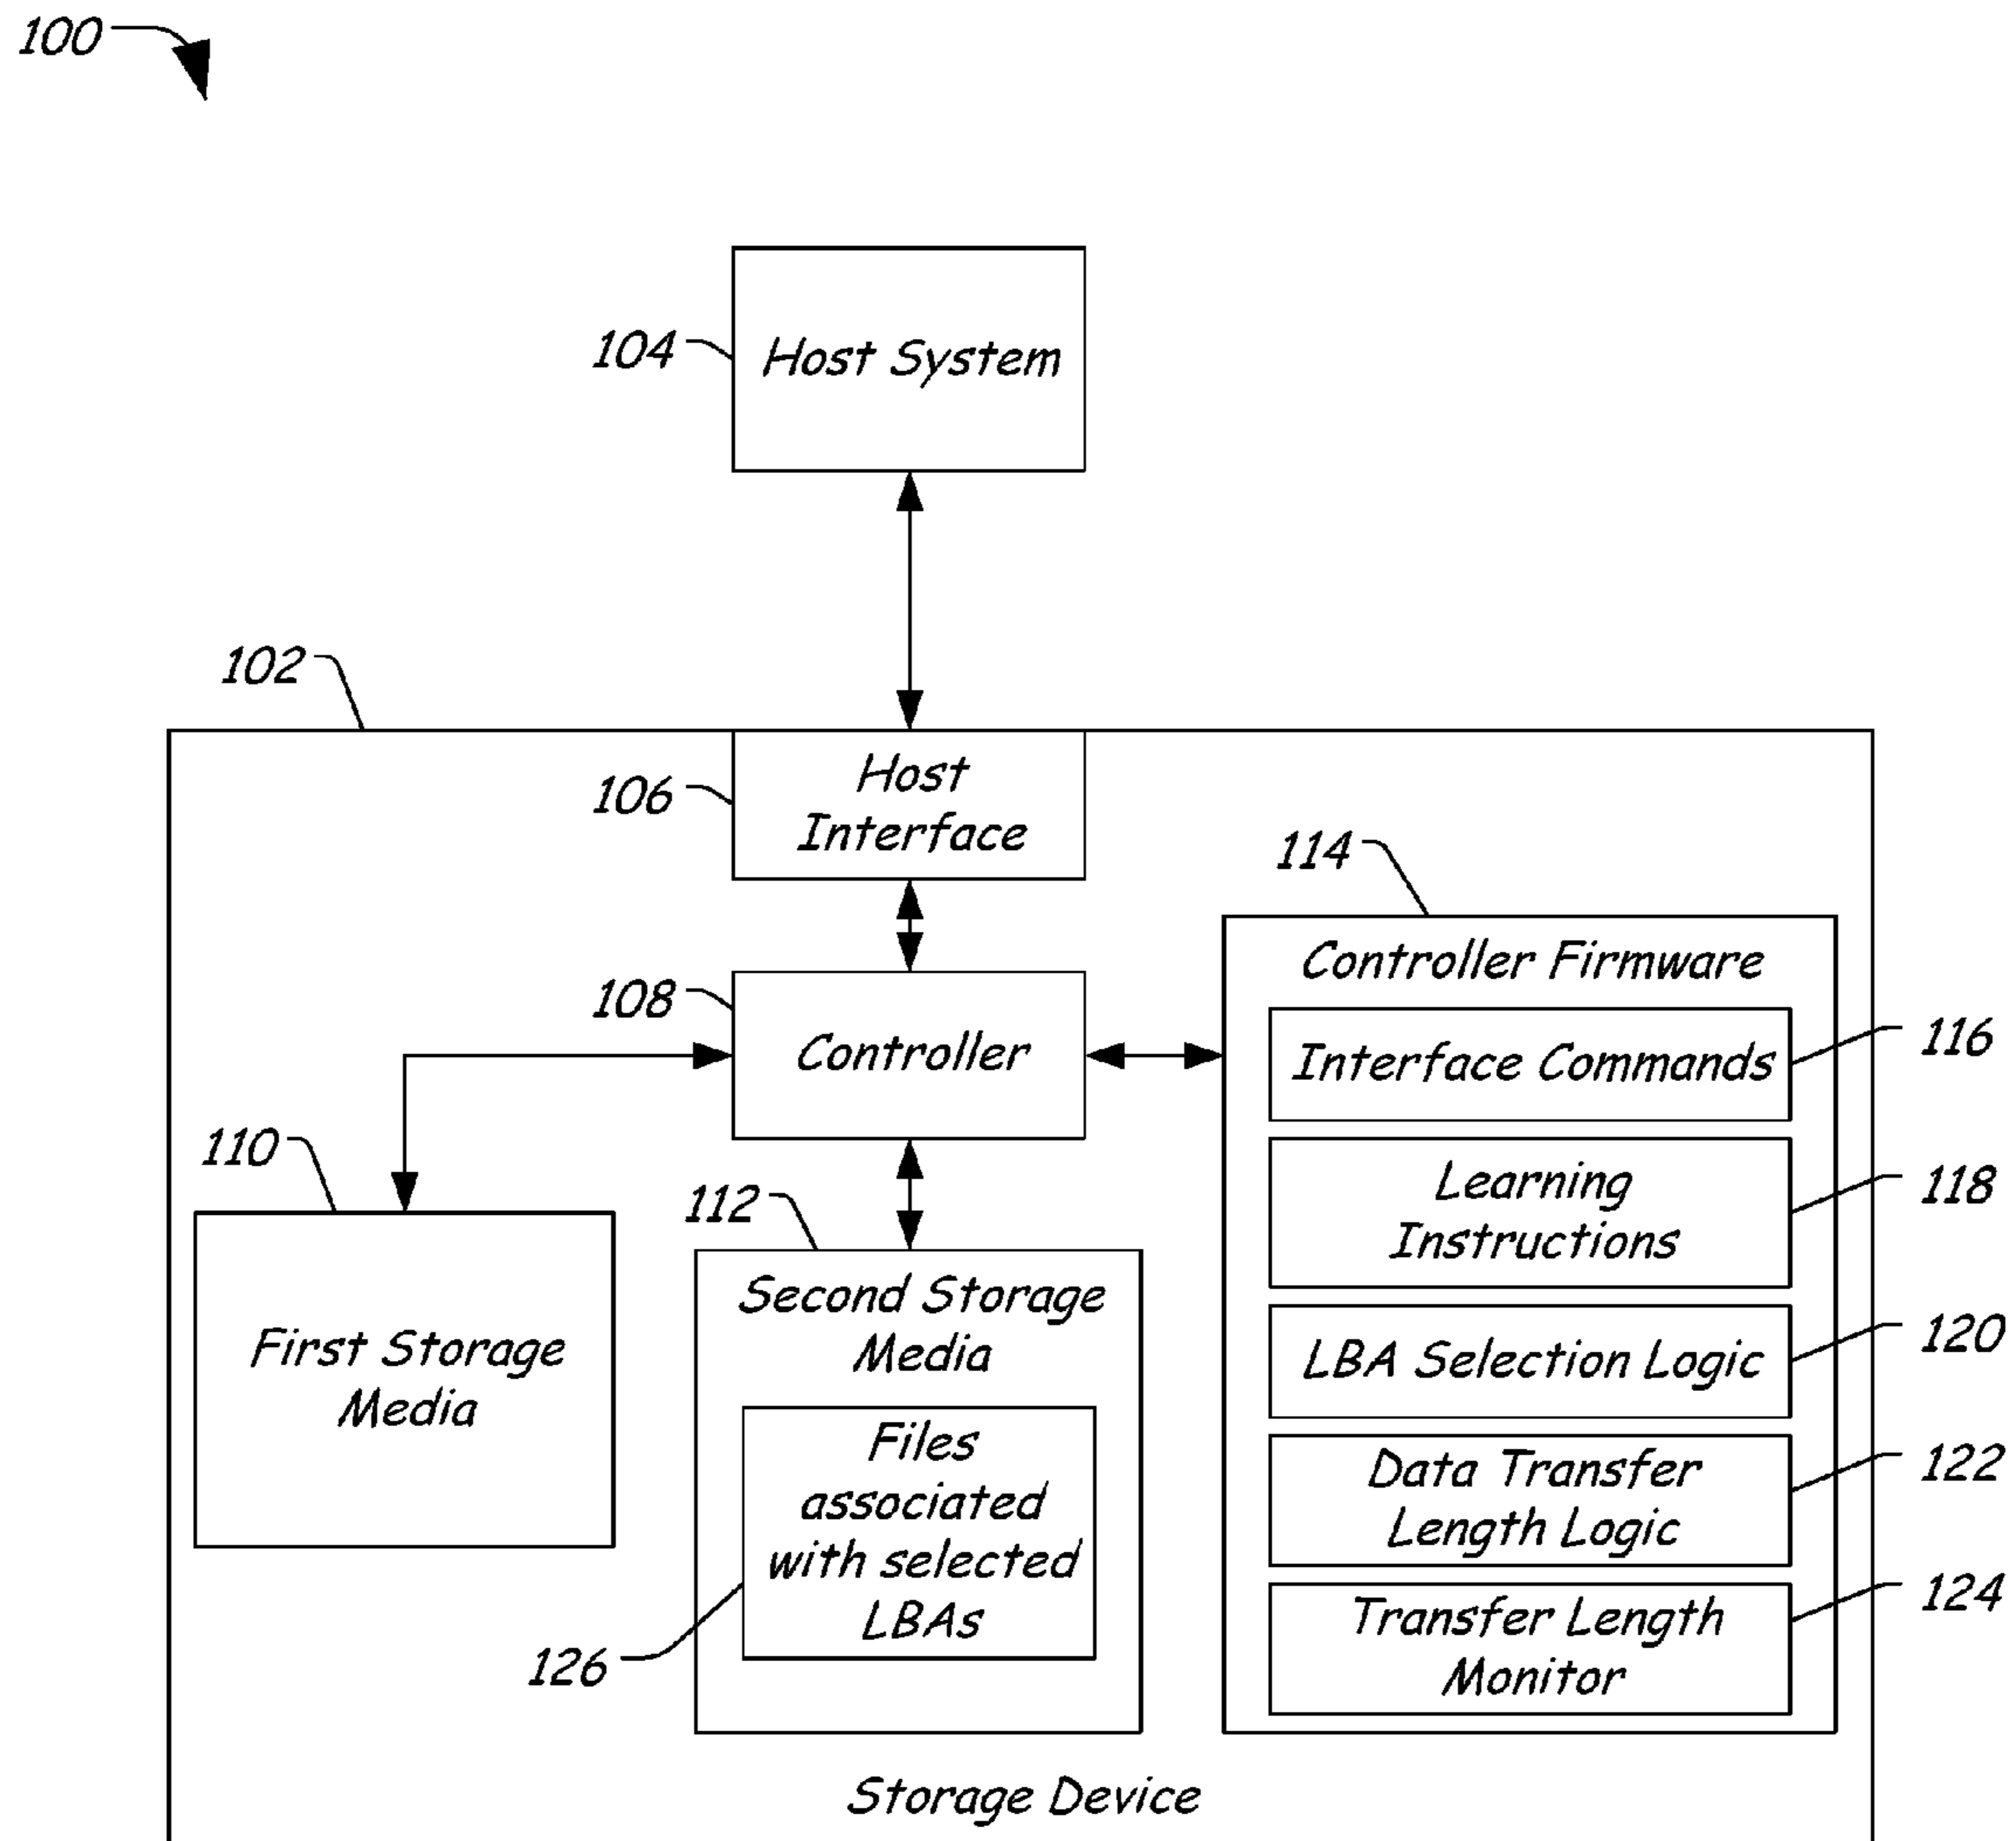 100
104
Host System
102
106
Host
Interface
114
Controller Firmware
108
Controller
Interface Commands
116
110
Learning
Instructions
118
112
First Storage
Media
Second Storage
Media
LBA Selection Logic
120
Files
associated
with selected
LBAs
126
Data Transfer
Length Logic
122
Transfer Length
Monitor
124
Storage Device